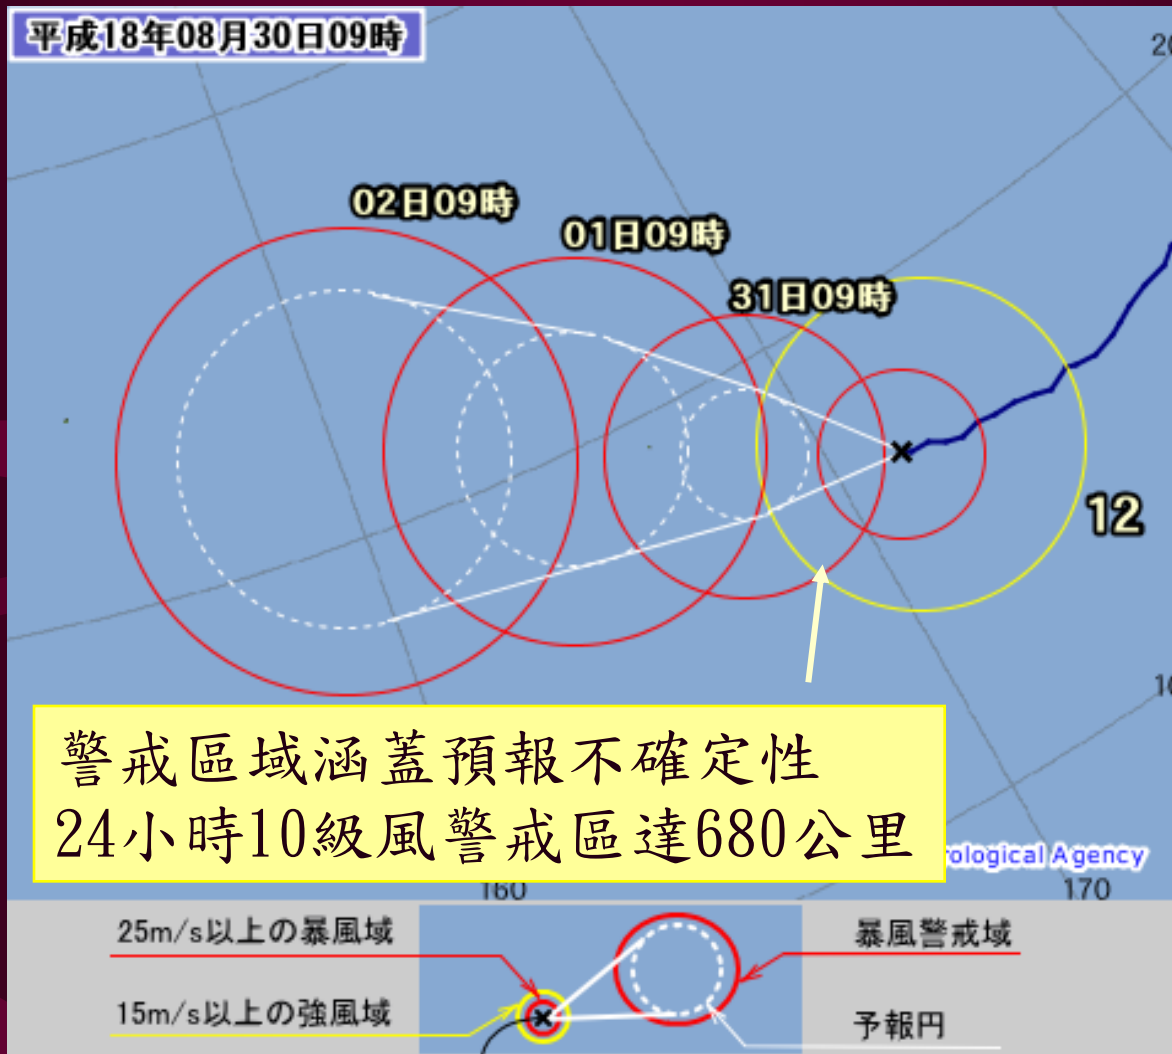 平成18年08月30日09時
20
02日09時
01日09時
31日09時
12
10
警戒區域涵蓋預報不確定性
24小時10級風警戒區達680公里
rological Agency
160
170
25m/s以上の暴風域
暴風警戒域
15m/s以上の強風域
予報円